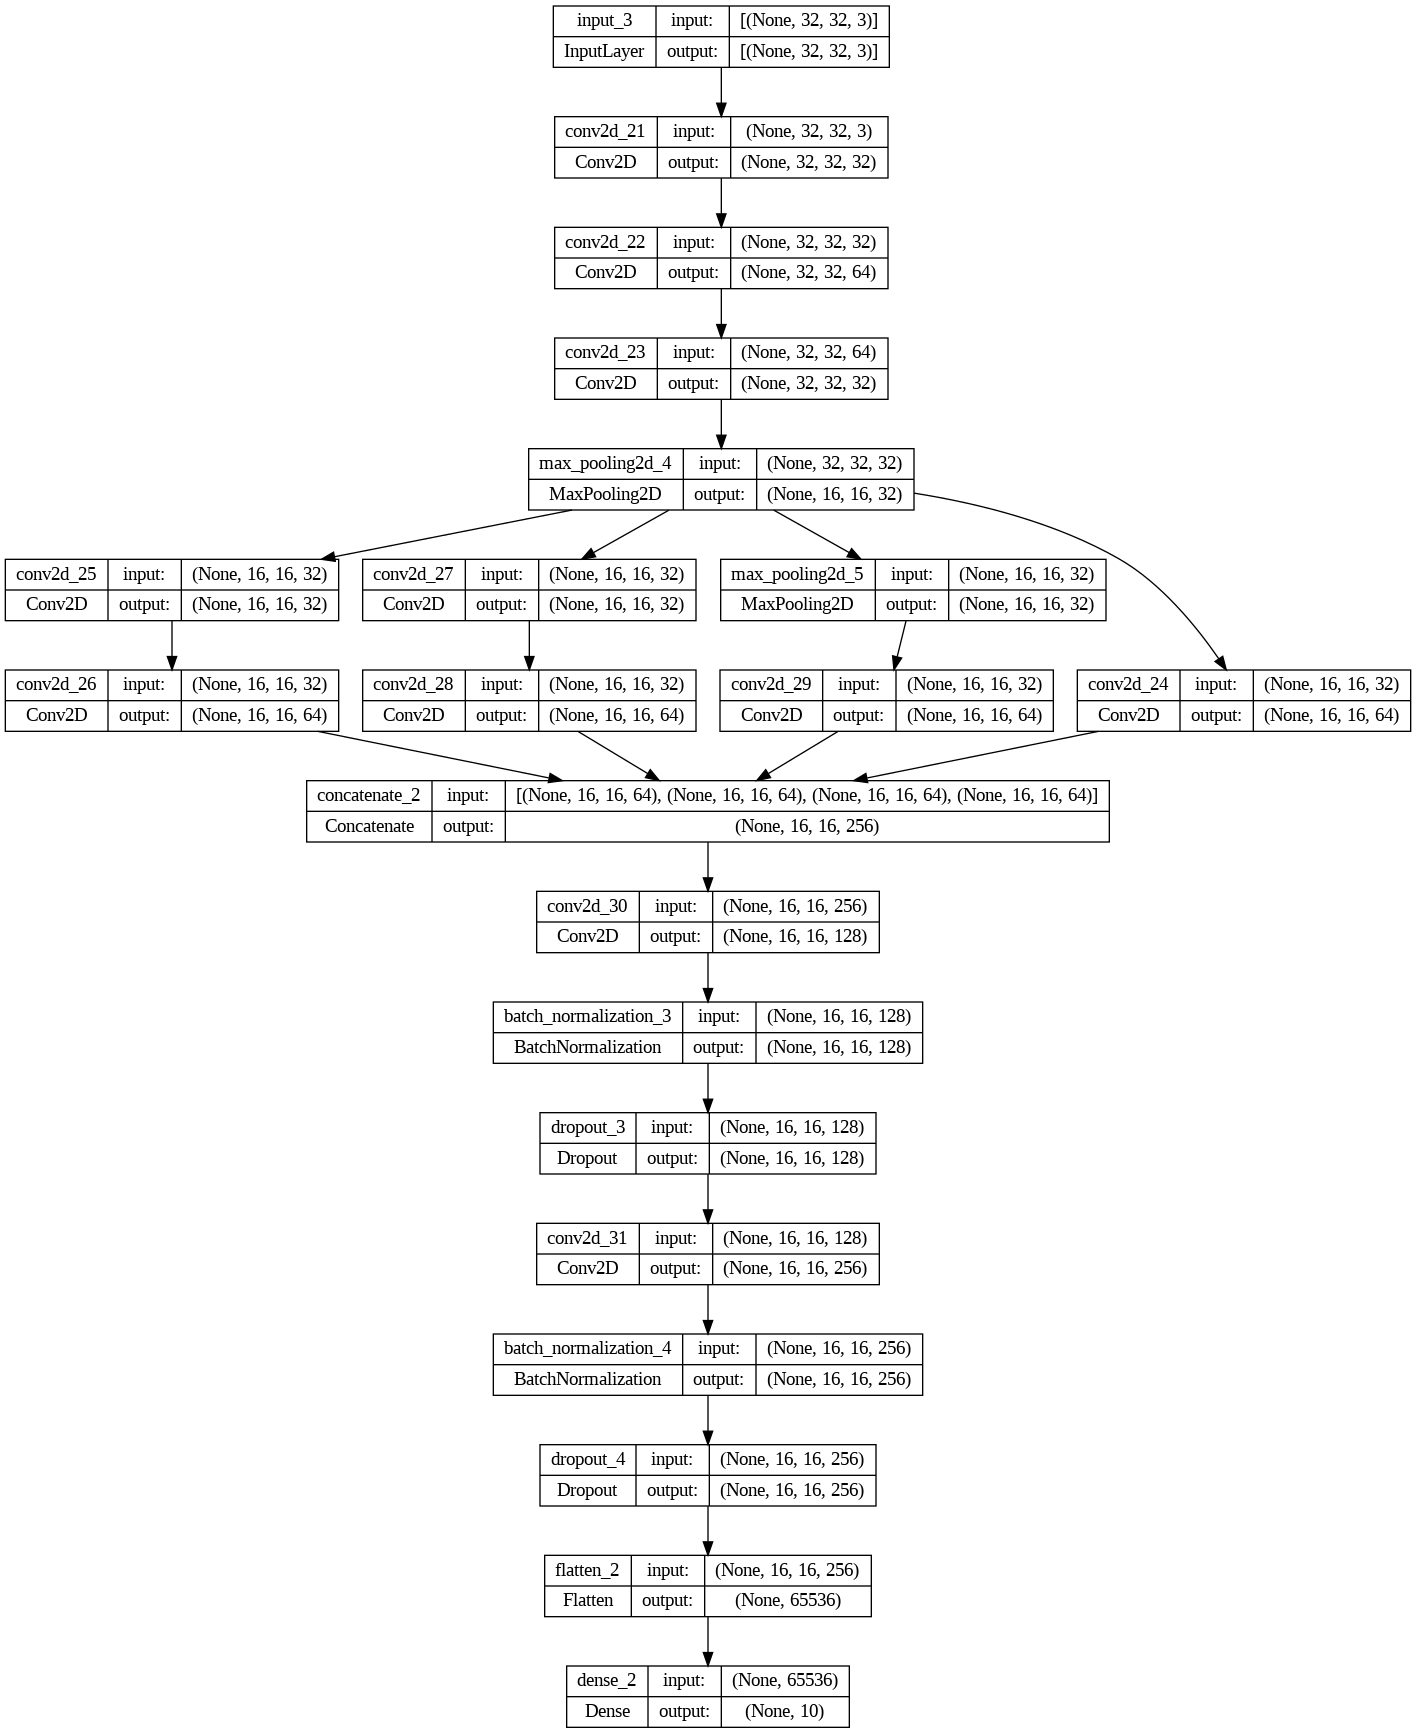 input_3 input: [(None, 32, 32, 3)]
InputLayer output: [(None, 32, 32, 3)]
conv2d_21 input: (None, 32, 32, 3)
Conv2D output: (None, 32, 32, 32)
conv2d_22 input: (None, 32, 32, 32)
Conv2D output: (None, 32, 32, 64)
conv2d_23 input: (None, 32, 32, 64)
Conv2D output: (None, 32, 32, 32)
max_pooling2d_4 input: (None, 32, 32, 32)
MaxPooling2D output: (None, 16, 16, 32)
conv2d_25 input: (None, 16, 16, 32)
Conv2D output: (None, 16, 16, 32)
conv2d_27 input: (None, 16, 16, 32)
Conv2D output: (None, 16, 16, 32)
max_pooling2d_5 input: (None, 16, 16, 32)
MaxPooling2D output: (None, 16, 16, 32)
conv2d_26 input: (None, 16, 16, 32)
Conv2D output: (None, 16, 16, 64)
conv2d_28 input: (None, 16, 16, 32)
Conv2D output: (None, 16, 16, 64)
conv2d_29 input: (None, 16, 16, 32)
Conv2D output: (None, 16, 16, 64)
conv2d_24 input: (None, 16, 16, 32)
Conv2D output: (None, 16, 16, 64)
concatenate_2 input: [(None, 16, 16, 64), (None, 16, 16, 64), (None, 16, 16, 64), (None, 16, 16, 64)]
Concatenate output: (None, 16, 16, 256)
conv2d_30 input: (None, 16, 16, 256)
Conv2D output: (None, 16, 16, 128)
batch_normalization_3 input: (None, 16, 16, 128)
BatchNormalization output: (None, 16, 16, 128)
dropout_3 input: (None, 16, 16, 128)
Dropout output: (None, 16, 16, 128)
conv2d_31 input: (None, 16, 16, 128)
Conv2D output: (None, 16, 16, 256)
batch_normalization_4 input: (None, 16, 16, 256)
BatchNormalization output: (None, 16, 16, 256)
dropout_4 input: (None, 16, 16, 256)
Dropout output: (None, 16, 16, 256)
flatten_2 input: (None, 16, 16, 256)
Flatten output: (None, 65536)
dense_2 input: (None, 65536)
Dense output: (None, 10)